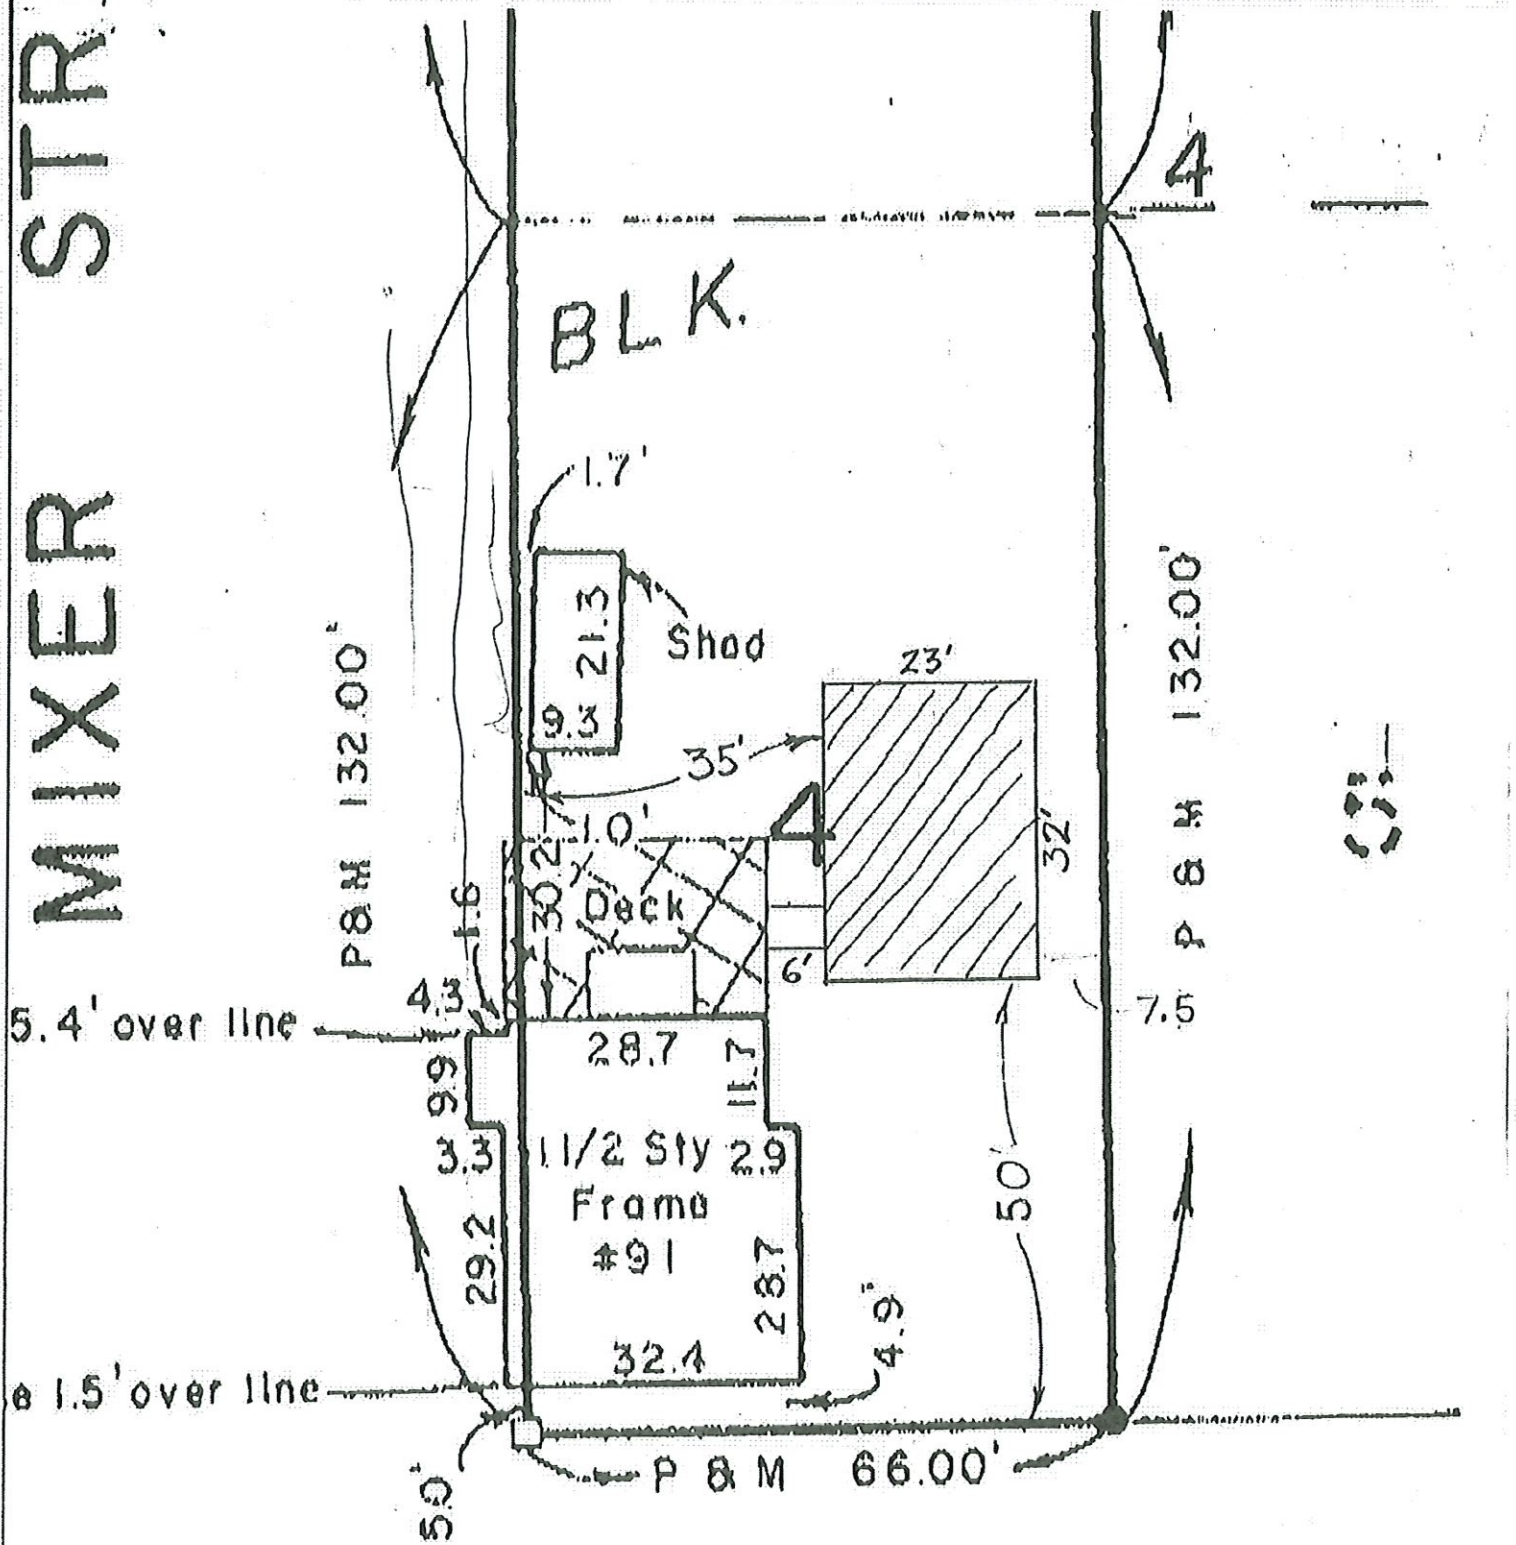 MIXER STR
4
BLK.
1.7'
21.3
Shed
9.3
23'
35'
32'
4
P & M 132.00'
P & M 132.00'
1.0'
30.2
Deck
1.6
6'
4.3
7.5
5.4' over line
28.7
11.7
9.9
3.3
1 1/2 Sty
2.9
Frame
#91
29.2
28.7
50'
32.4
4.9'
e 1.5' over line
5.0'
P & M 66.00'